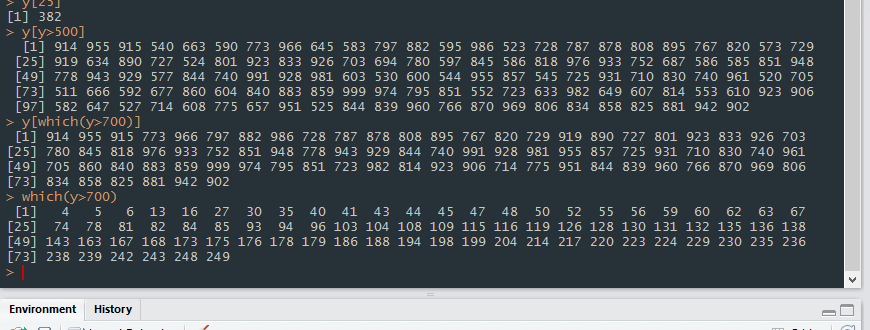 > y[25]
[1] 382
> y[y>500]
[1] 914 955 915 540 663 590 773 966 645 583 797 882 595 986 523 728 787 878 808 895 767 820 573 729
[25] 919 634 890 727 524 801 923 833 926 703 694 780 597 845 586 818 976 933 752 687 586 585 851 948
[49] 778 943 929 577 844 740 991 928 981 603 530 600 544 955 857 545 725 931 710 830 740 961 520 705
[73] 511 666 592 677 860 604 840 883 859 999 974 795 851 552 723 633 982 649 607 814 553 610 923 906
[97] 582 647 527 714 608 775 657 951 525 844 839 960 766 870 969 806 834 858 825 881 942 902
> y[which(y>700)]
[1] 914 955 915 773 966 797 882 986 728 787 878 808 895 767 820 729 919 890 727 801 923 833 926 703
[25] 780 845 818 976 933 752 851 948 778 943 929 844 740 991 928 981 955 857 725 931 710 830 740 961
[49] 705 860 840 883 859 999 974 795 851 723 982 814 923 906 714 775 951 844 839 960 766 870 969 806
[73] 834 858 825 881 942 902
> which(y>700)
[1] 4 5 6 13 16 27 30 35 40 41 43 44 45 47 48 50 52 55 56 59 60 62 63 67
[25] 74 78 81 82 84 85 93 94 96 103 104 108 109 115 116 119 126 128 130 131 132 135 136 138
[49] 143 163 167 168 173 175 176 178 179 186 188 194 198 199 204 214 217 220 223 224 229 230 235 236
[73] 238 239 242 243 248 249
>
Environment History